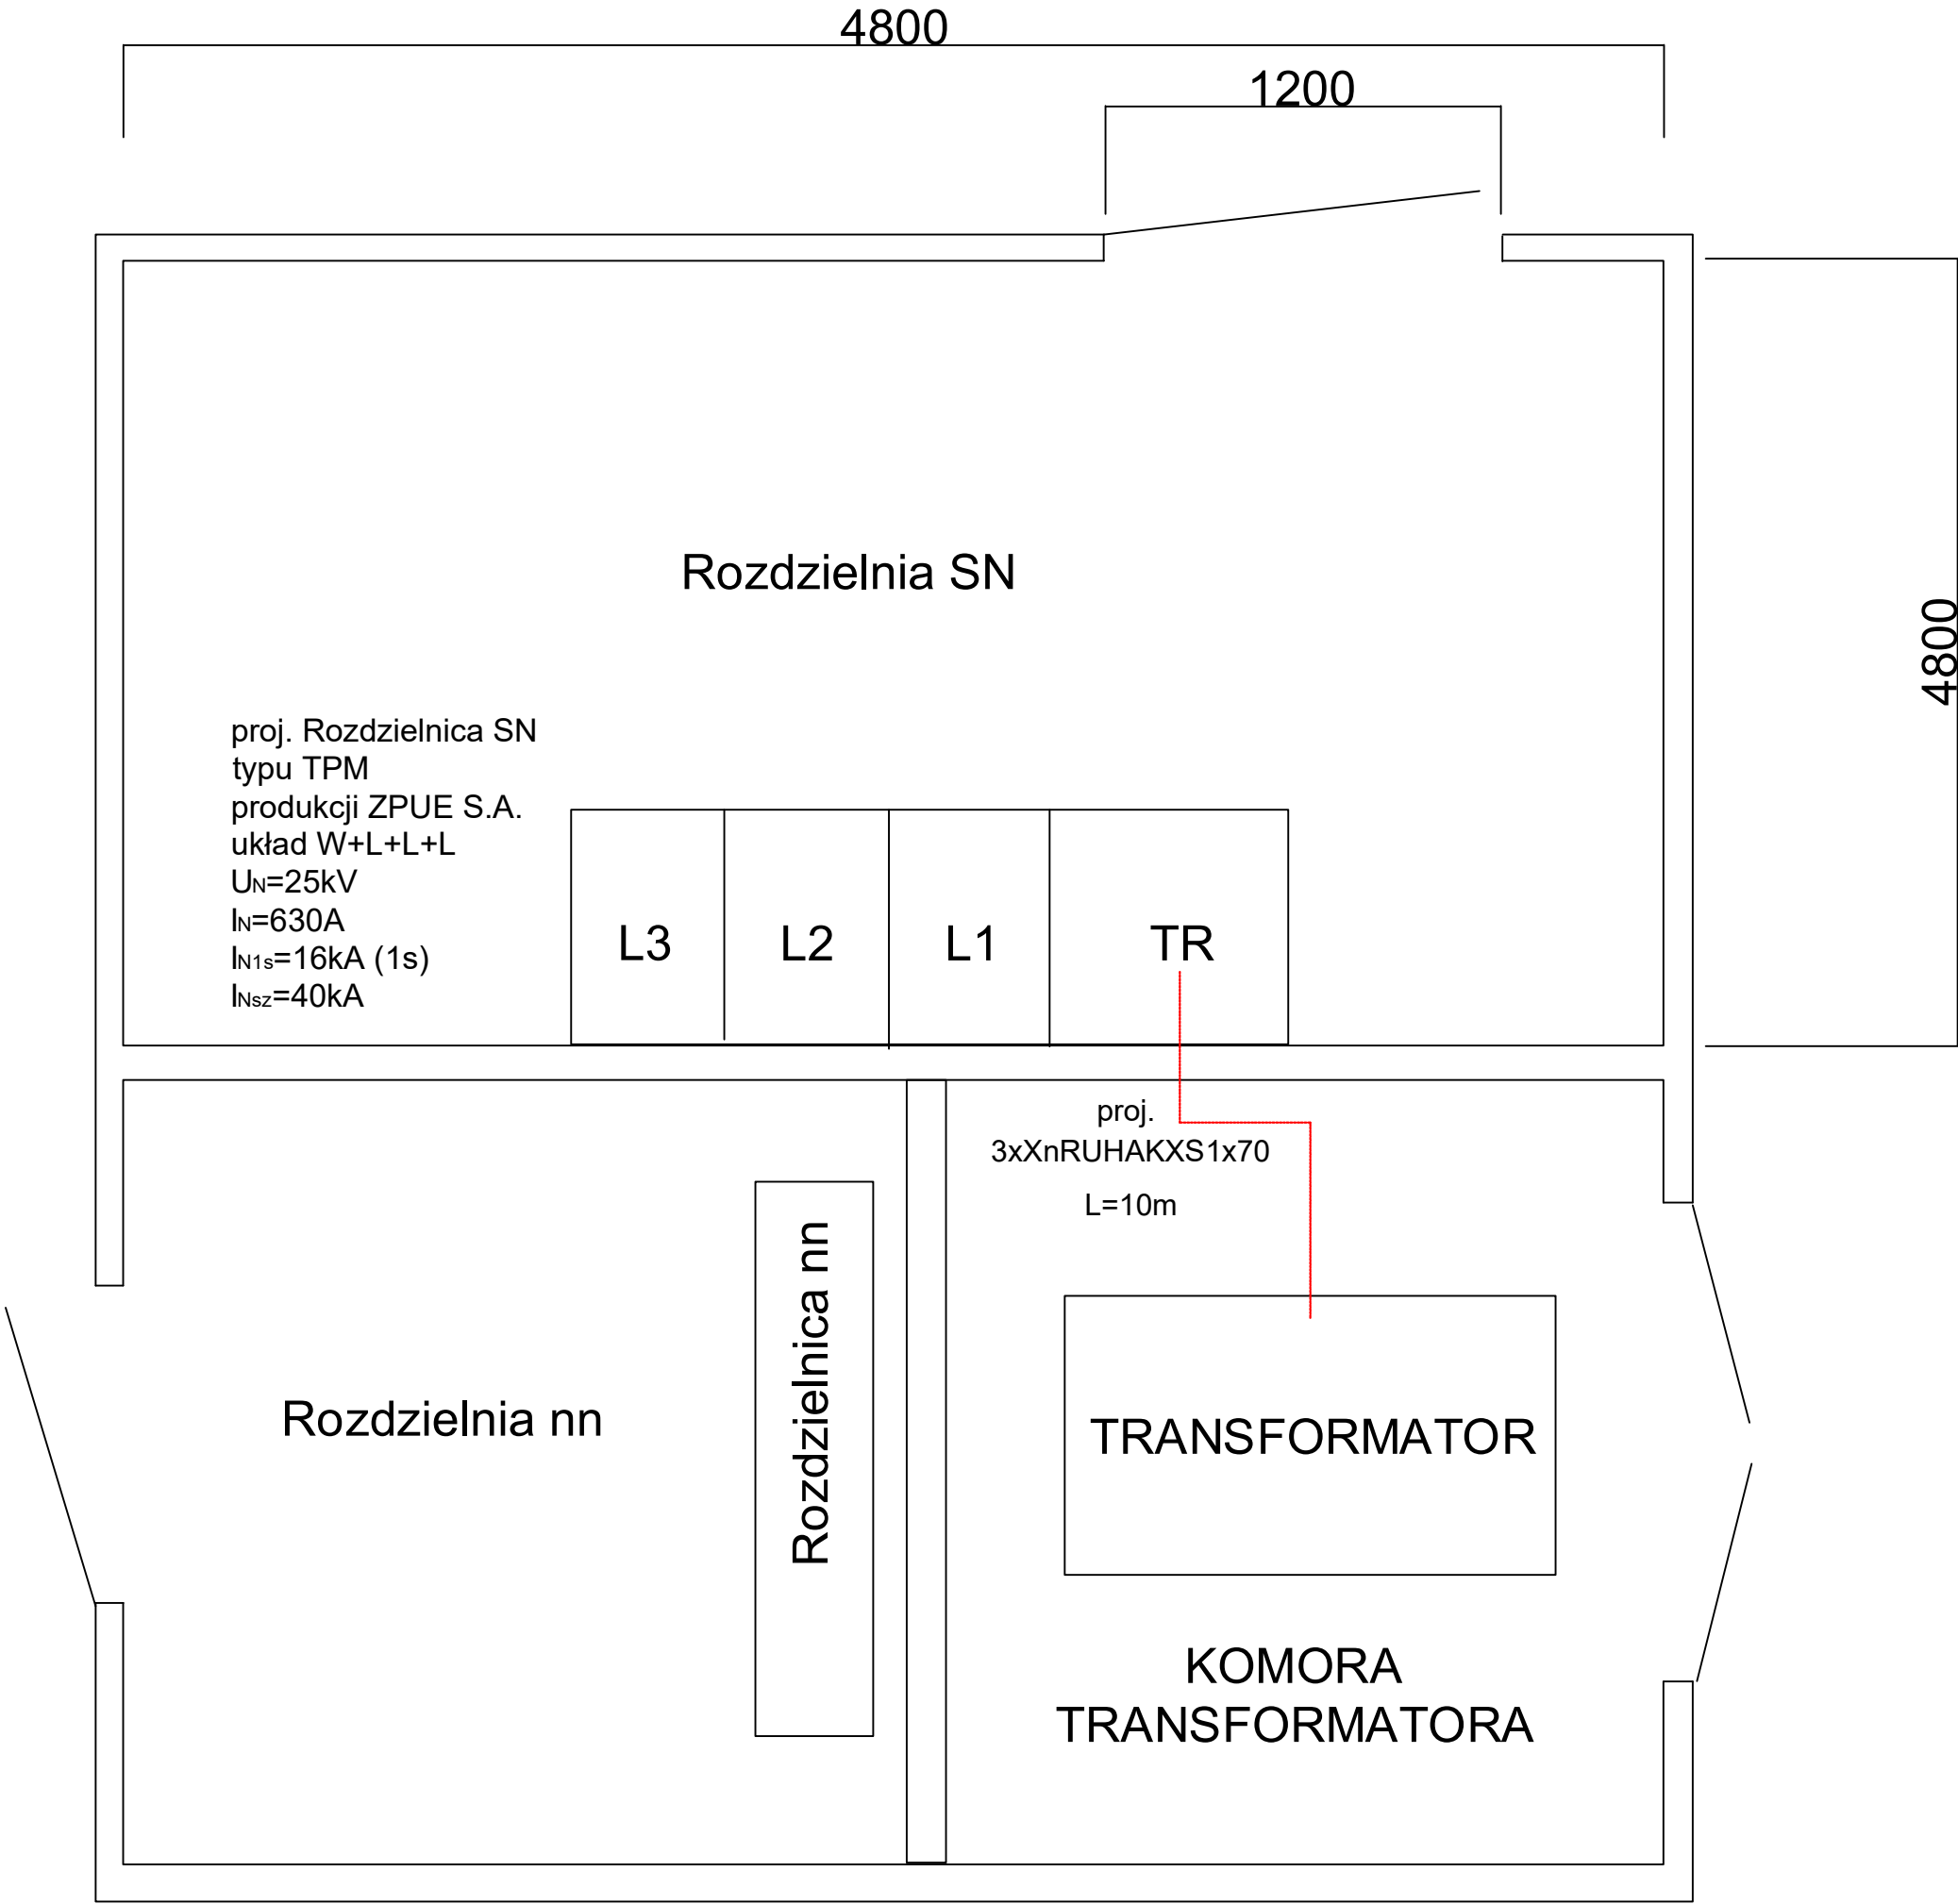 4800
1200
Rozdzielnia SN
4800
proj. Rozdzielnica SN
typu TPM
produkcji ZPUE S.A.
układ W+L+L+L
UN=25kV
IN=630A
IN1s=16kA (1s)
INsz=40kA
L3
L2
L1
TR
proj.
3xXnRUHAKXS1x70
L=10m
Rozdzielnica nn
Rozdzielnia nn
TRANSFORMATOR
KOMORA
TRANSFORMATORA